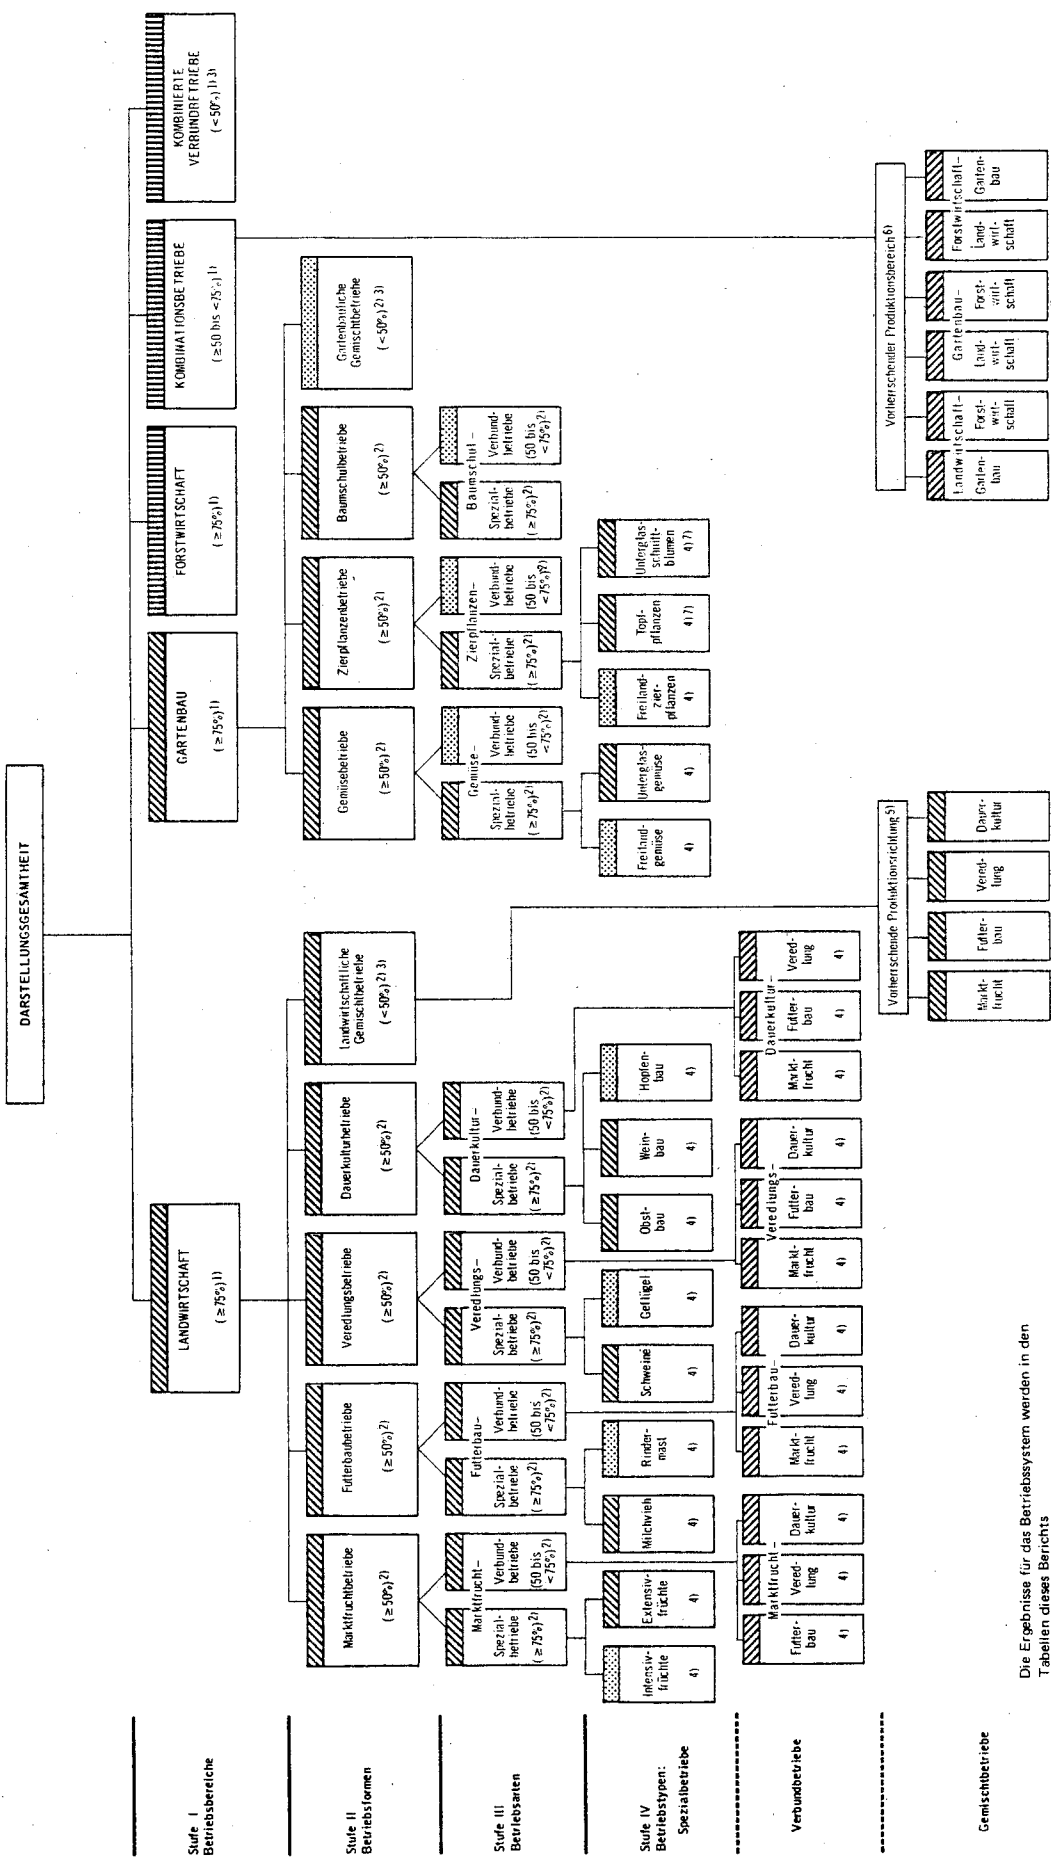 DARSTELLUNGSGESAMTHEIT
Stufe I
Betriebsbereiche
LANDWIRTSCHAFT
(≥75%)1)
GARTENBAU
(≥75%)1)
FORSTWIRTSCHAFT
(≥75%)1)
KOMBINATIONSBETRIEBE
(≥50 bis <75%)1)
KOMBINIERTE
VERBUNDBETRIEBE
(<50%)1)3)
Stufe II
Betriebsformen
Marktfruchtbetriebe
(≥50%)2)
Futterbaubetriebe
(≥50%)2)
Veredlungsbetriebe
(≥50%)2)
Dauerkulturbetriebe
(≥50%)2)
Landwirtschaftliche
Gemischtbetriebe
(<50%)2)3)
Gemüsebetriebe
(≥50%)2)
Zierpflanzenbetriebe
(≥50%)2)
Baumschulbetriebe
(≥50%)2)
Gartenbauliche
Gemischtbetriebe
(<50%)2)3)
Stufe III
Betriebsarten
Marktfrucht–
Spezial-
betriebe
(≥75%)2)
Verbund-
betriebe
(50 bis
<75%)2)
Futterbau–
Spezial-
betriebe
(≥75%)2)
Verbund-
betriebe
(50 bis
<75%)2)
Veredlungs–
Spezial-
betriebe
(≥75%)2)
Verbund-
betriebe
(50 bis
<75%)2)
Dauerkultur–
Spezial-
betriebe
(≥75%)2)
Verbund-
betriebe
(50 bis
<75%)2)
Gemüse–
Spezial-
betriebe
(≥75%)2)
Verbund-
betriebe
(50 bis
<75%)2)
Zierpflanzen–
Spezial-
betriebe
(≥75%)2)
Verbund-
betriebe
(50 bis
<75%)2)
Baumschul–
Spezial-
betriebe
(≥75%)2)
Verbund-
betriebe
(50 bis
<75%)2)
Stufe IV
Betriebstypen:
Spezialbetriebe
Intensiv-
früchte
4)
Extensiv-
früchte
4)
Milchvieh
4)
Rinder-
mast
4)
Schweine
4)
Geflügel
4)
Obst-
bau
4)
Wein-
bau
4)
Hopfen-
bau
4)
Freiland-
gemüse
4)
Unterglas-
gemüse
4)
Freiland-
zier-
pflanzen
4)
Topf-
pflanzen
4)7)
Unterglas-
schnitt-
blumen
4)7)
Verbundbetriebe
Marktfrucht–
Futter-
bau
4)
Vered-
lung
4)
Dauer-
kultur
4)
Futterbau–
Markt-
frucht
4)
Vered-
lung
4)
Dauer-
kultur
4)
Veredlungs–
Markt-
frucht
4)
Futter-
bau
4)
Dauer-
kultur
4)
Dauerkultur–
Markt-
frucht
4)
Futter-
bau
4)
Vered-
lung
4)
Gemischtbetriebe
Vorherrschende Produktionsrichtung5)
Markt-
frucht
Futter-
bau
Vered-
lung
Dauer-
kultur
Vorherrschender Produktionsbereich6)
Landwirtschaft–
Garten-
bau
Forst-
wirt-
schaft
Gartenbau–
Land-
wirt-
schaft
Forst-
wirt-
schaft
Forstwirtschaft–
Land-
wirt-
schaft
Garten-
bau
Die Ergebnisse für das Betriebssystem werden in den
Tabellen dieses Berichts